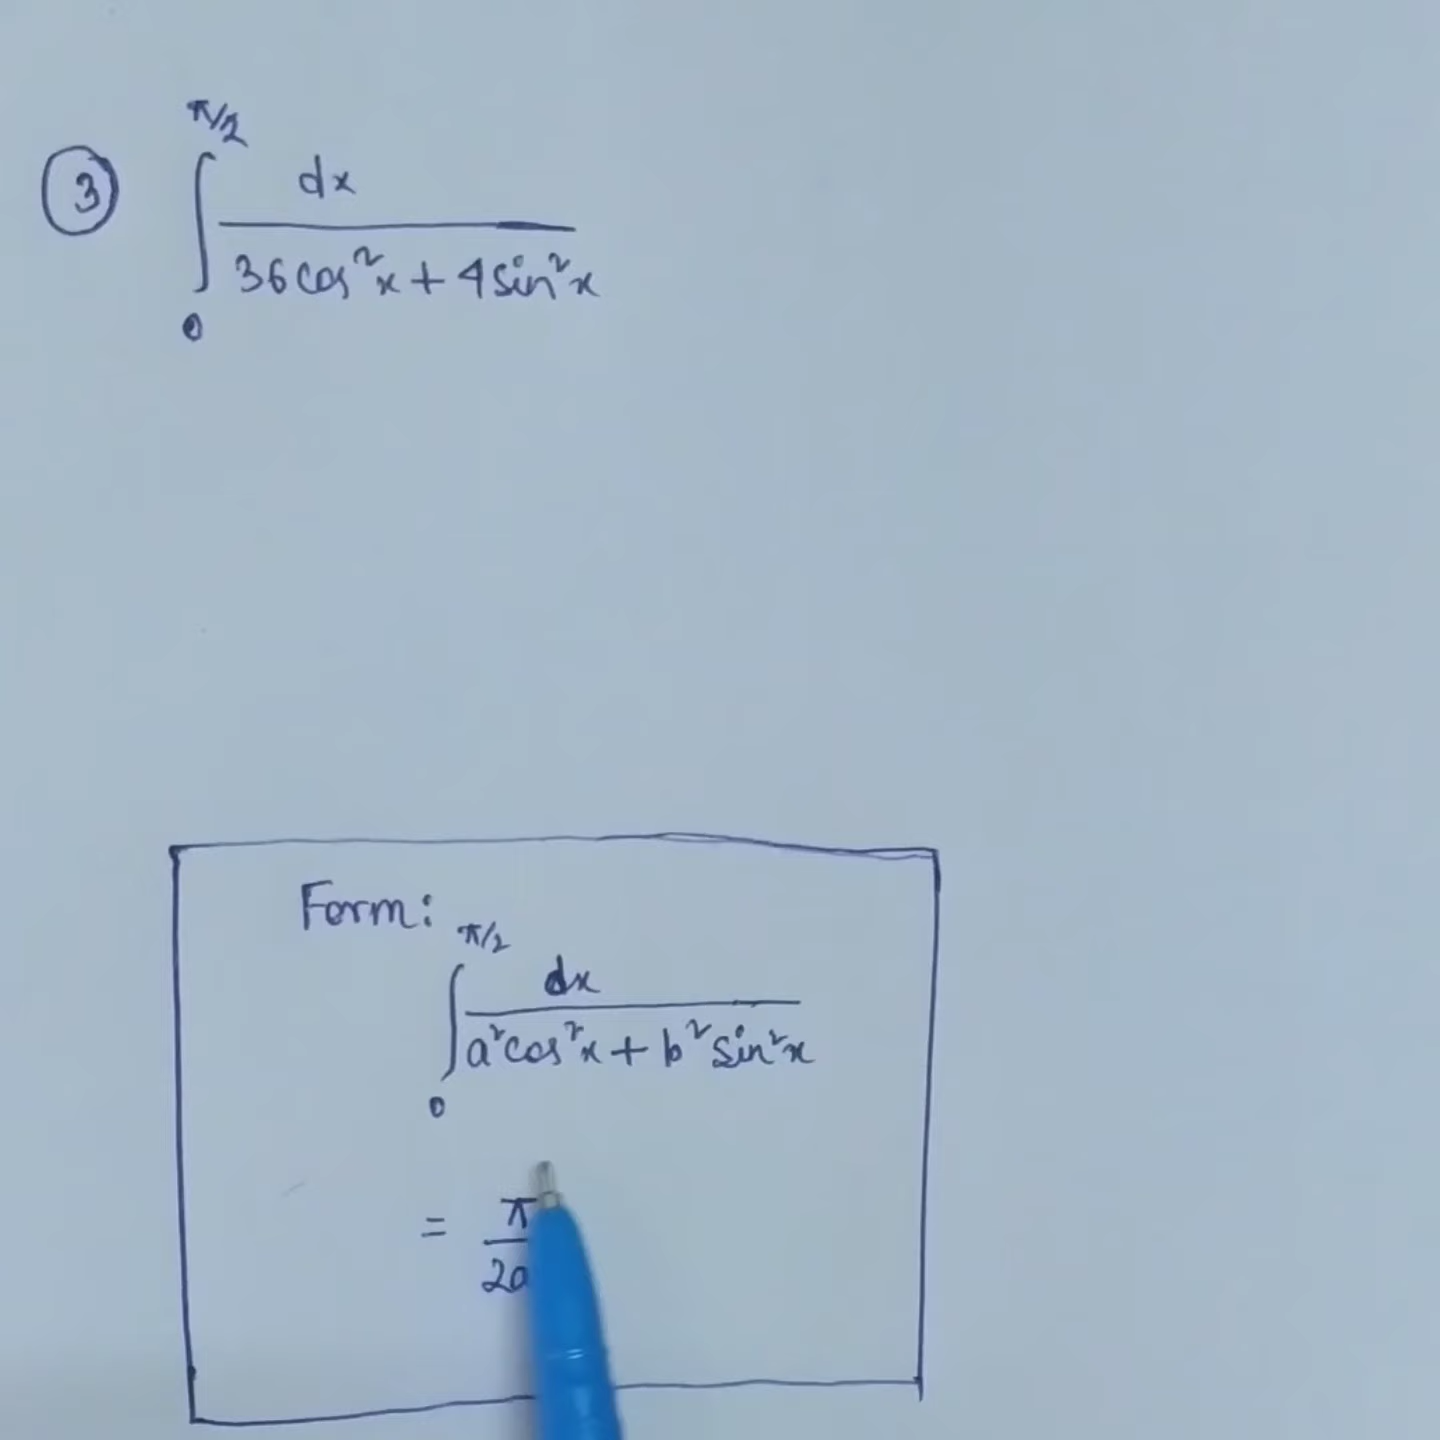 ③ ∫₀^{π/2} dx / (36cos²x + 4sin²x)
Form:
∫₀^{π/2} dx / (a²cos²x + b²sin²x)
= π / 2a